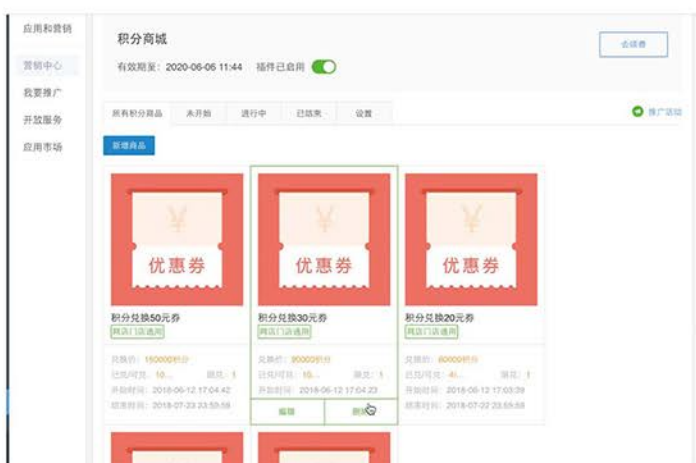 应用和营销
营销中心
我要推广
开放服务
应用市场
积分商城
有效期至：2020-06-06 11:44 插件已启用
去续费
所有积分商品 未开始 进行中 已结束 设置
推广活动
新增商品
¥ ¥ ¥
优惠券 优惠券 优惠券
积分兑换50元券 积分兑换30元券 积分兑换20元券
网店门店通用 网店门店通用 网店门店通用
兑换价：150000积分 兑换价：90000积分 兑换价：60000积分
已兑/可兑：10... 限兑：1 已兑/可兑：10... 限兑：1 已兑/可兑：4/... 限兑：1
开始时间：2018-06-12 17:04:42 开始时间：2018-06-12 17:04:23 开始时间：2018-06-12 17:03:39
结束时间：2018-07-23 23:59:59 编辑 删除 结束时间：2018-07-22 23:59:59